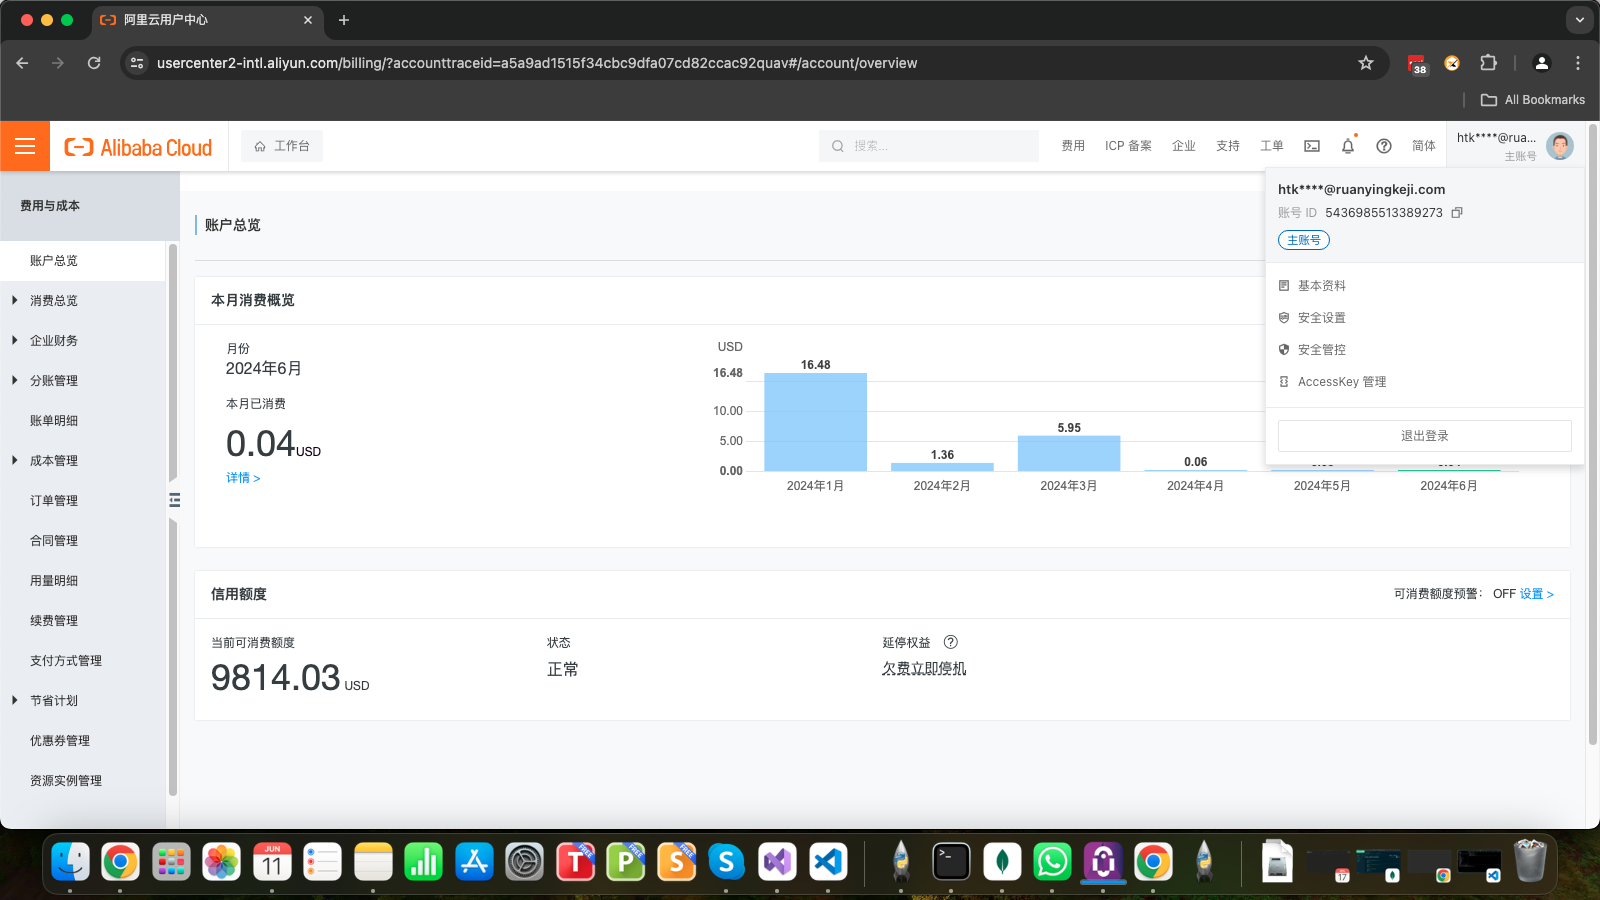 阿里云用户中心
usercenter2-intl.aliyun.com/billing/?accounttraceid=a5a9ad1515f34cbc9dfa07cd82ccac92quav#/account/overview
38
All Bookmarks
Alibaba Cloud
工作台
搜索...
费用
ICP 备案
企业
支持
工单
简体
htk****@rua...
主账号
htk****@ruanyingkeji.com
账号 ID 5436985513389273
主账号
基本资料
安全设置
安全管控
AccessKey 管理
退出登录
费用与成本
账户总览
消费总览
企业财务
分账管理
账单明细
成本管理
订单管理
合同管理
用量明细
续费管理
支付方式管理
节省计划
优惠券管理
资源实例管理
账户总览
本月消费概览
月份
2024年6月
本月已消费
0.04USD
详情 >
USD
16.48
10.00
5.00
0.00
16.48
1.36
5.95
0.06
2024年1月
2024年2月
2024年3月
2024年4月
2024年5月
2024年6月
信用额度
可消费额度预警： OFF 设置 >
当前可消费额度
9814.03 USD
状态
正常
延停权益
欠费立即停机
JUN
11
T
FREE
P
FREE
S
FREE
17